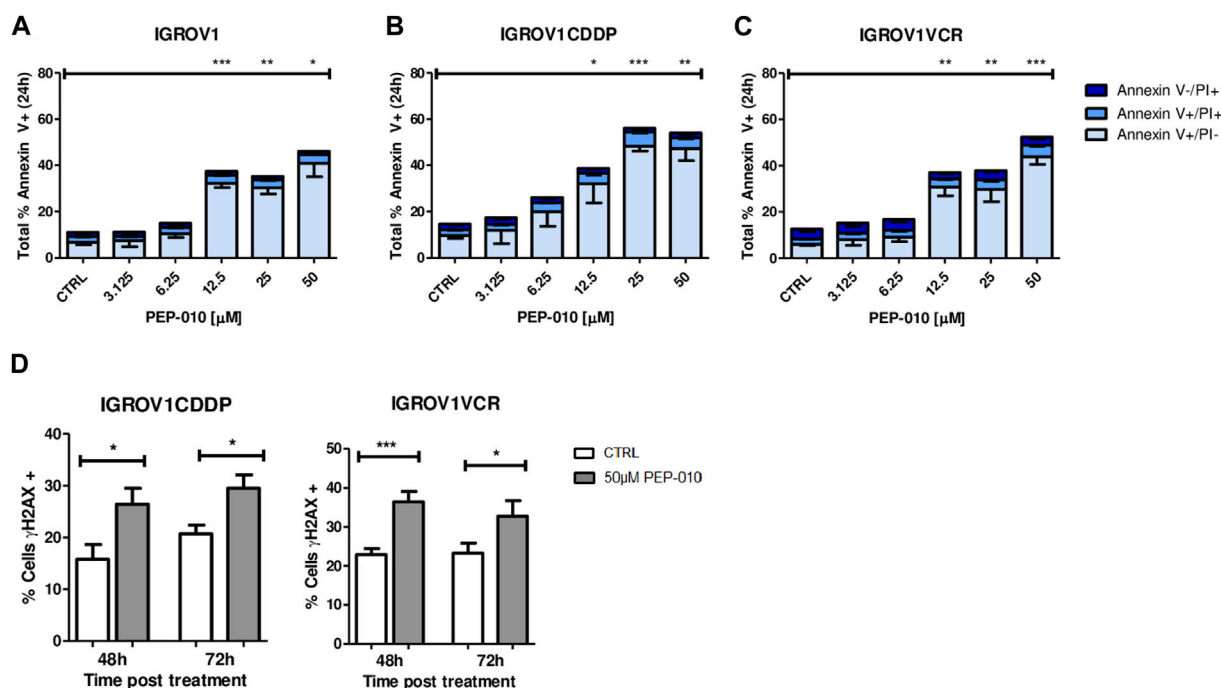 A
IGROV1
Total % Annexin V+ (24h)
80
60
40
20
0
*** ** *
CTRL 3.125 6.25 12.5 25 50
PEP-010 [µM]
B
IGROV1CDDP
Total % Annexin V+ (24h)
80
60
40
20
0
* *** **
CTRL 3.125 6.25 12.5 25 50
PEP-010 [µM]
C
IGROV1VCR
Total % Annexin V+ (24h)
80
60
40
20
0
** ** ***
CTRL 3.125 6.25 12.5 25 50
PEP-010 [µM]
Annexin V-/PI+
Annexin V+/PI+
Annexin V+/PI-
D
IGROV1CDDP
% Cells γH2AX +
40
30
20
10
0
* *
48h 72h
Time post treatment
IGROV1VCR
% Cells γH2AX +
50
40
30
20
10
0
*** *
48h 72h
Time post treatment
CTRL
50µM PEP-010